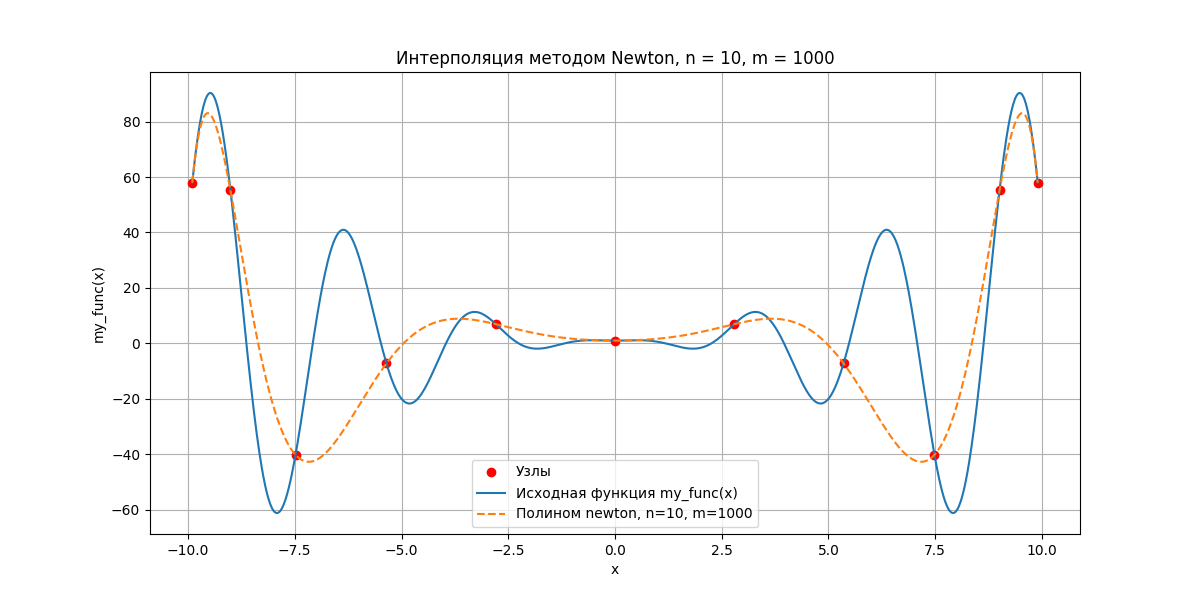 Интерполяция методом Newton, n = 10, m = 1000
my_func(x)
80
60
40
20
0
−20
−40
−60
Узлы
Исходная функция my_func(x)
Полином newton, n=10, m=1000
−10.0 −7.5 −5.0 −2.5 0.0 2.5 5.0 7.5 10.0
x